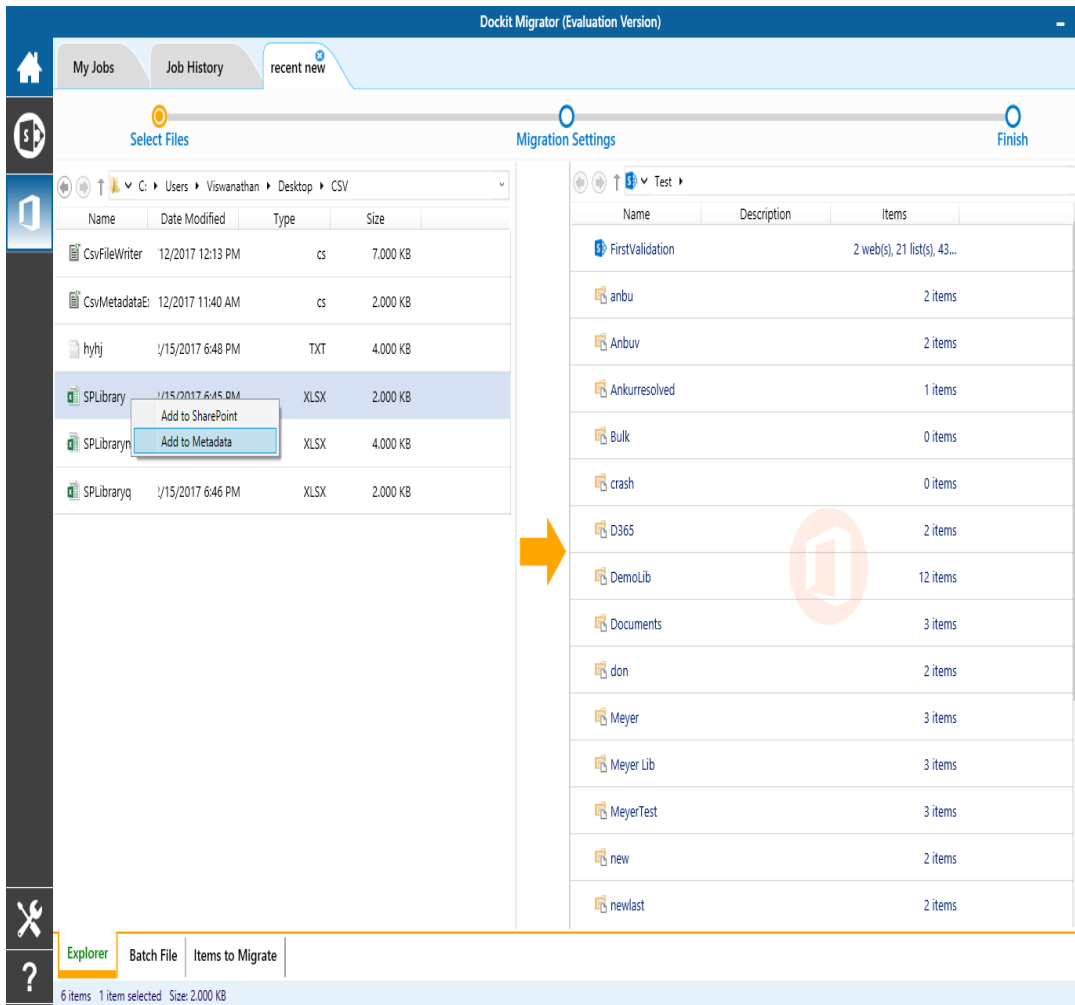 Dockit Migrator (Evaluation Version)
My Jobs Job History recent new
Select Files Migration Settings Finish
C: Users Viswanathan Desktop CSV
Name Date Modified Type Size
CsvFileWriter '12/2017 12:13 PM cs 7.000 KB
CsvMetadataE: 12/2017 11:40 AM cs 2.000 KB
hyhj !/15/2017 6:48 PM TXT 4.000 KB
SPLibrary !/15/2017 6:45 PM XLSX 2.000 KB
Add to SharePoint
Add to Metadata
SPLibraryn XLSX 4.000 KB
SPLibraryq !/15/2017 6:46 PM XLSX 2.000 KB
Test
Name Description Items
FirstValidation 2 web(s), 21 list(s), 43...
anbu 2 items
Anbuv 2 items
Ankurresolved 1 items
Bulk 0 items
crash 0 items
D365 2 items
DemoLib 12 items
Documents 3 items
don 2 items
Meyer 3 items
Meyer Lib 3 items
MeyerTest 3 items
new 2 items
newlast 2 items
Explorer Batch File Items to Migrate
6 items 1 item selected Size: 2.000 KB